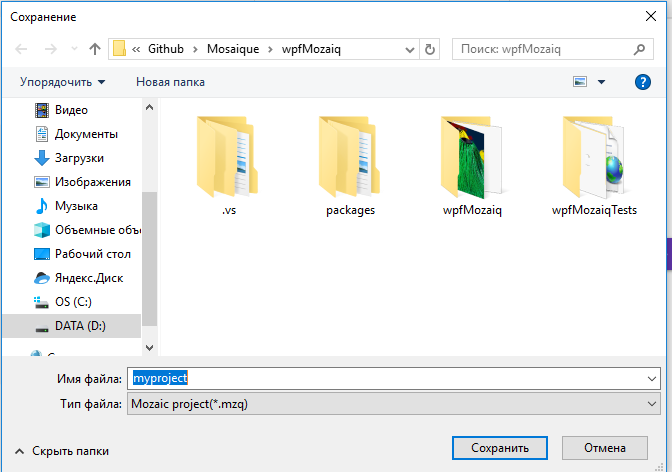 Сохранение
« Github › Mosaique › wpfMozaiq
Поиск: wpfMozaiq
Упорядочить
Новая папка
?
Видео
Документы
Загрузки
Изображения
Музыка
Объемные объе
Рабочий стол
Яндекс.Диск
OS (C:)
DATA (D:)
.vs
packages
wpfMozaiq
wpfMozaiqTests
Имя файла: myproject
Тип файла: Mozaic project(*.mzq)
Скрыть папки
Сохранить
Отмена